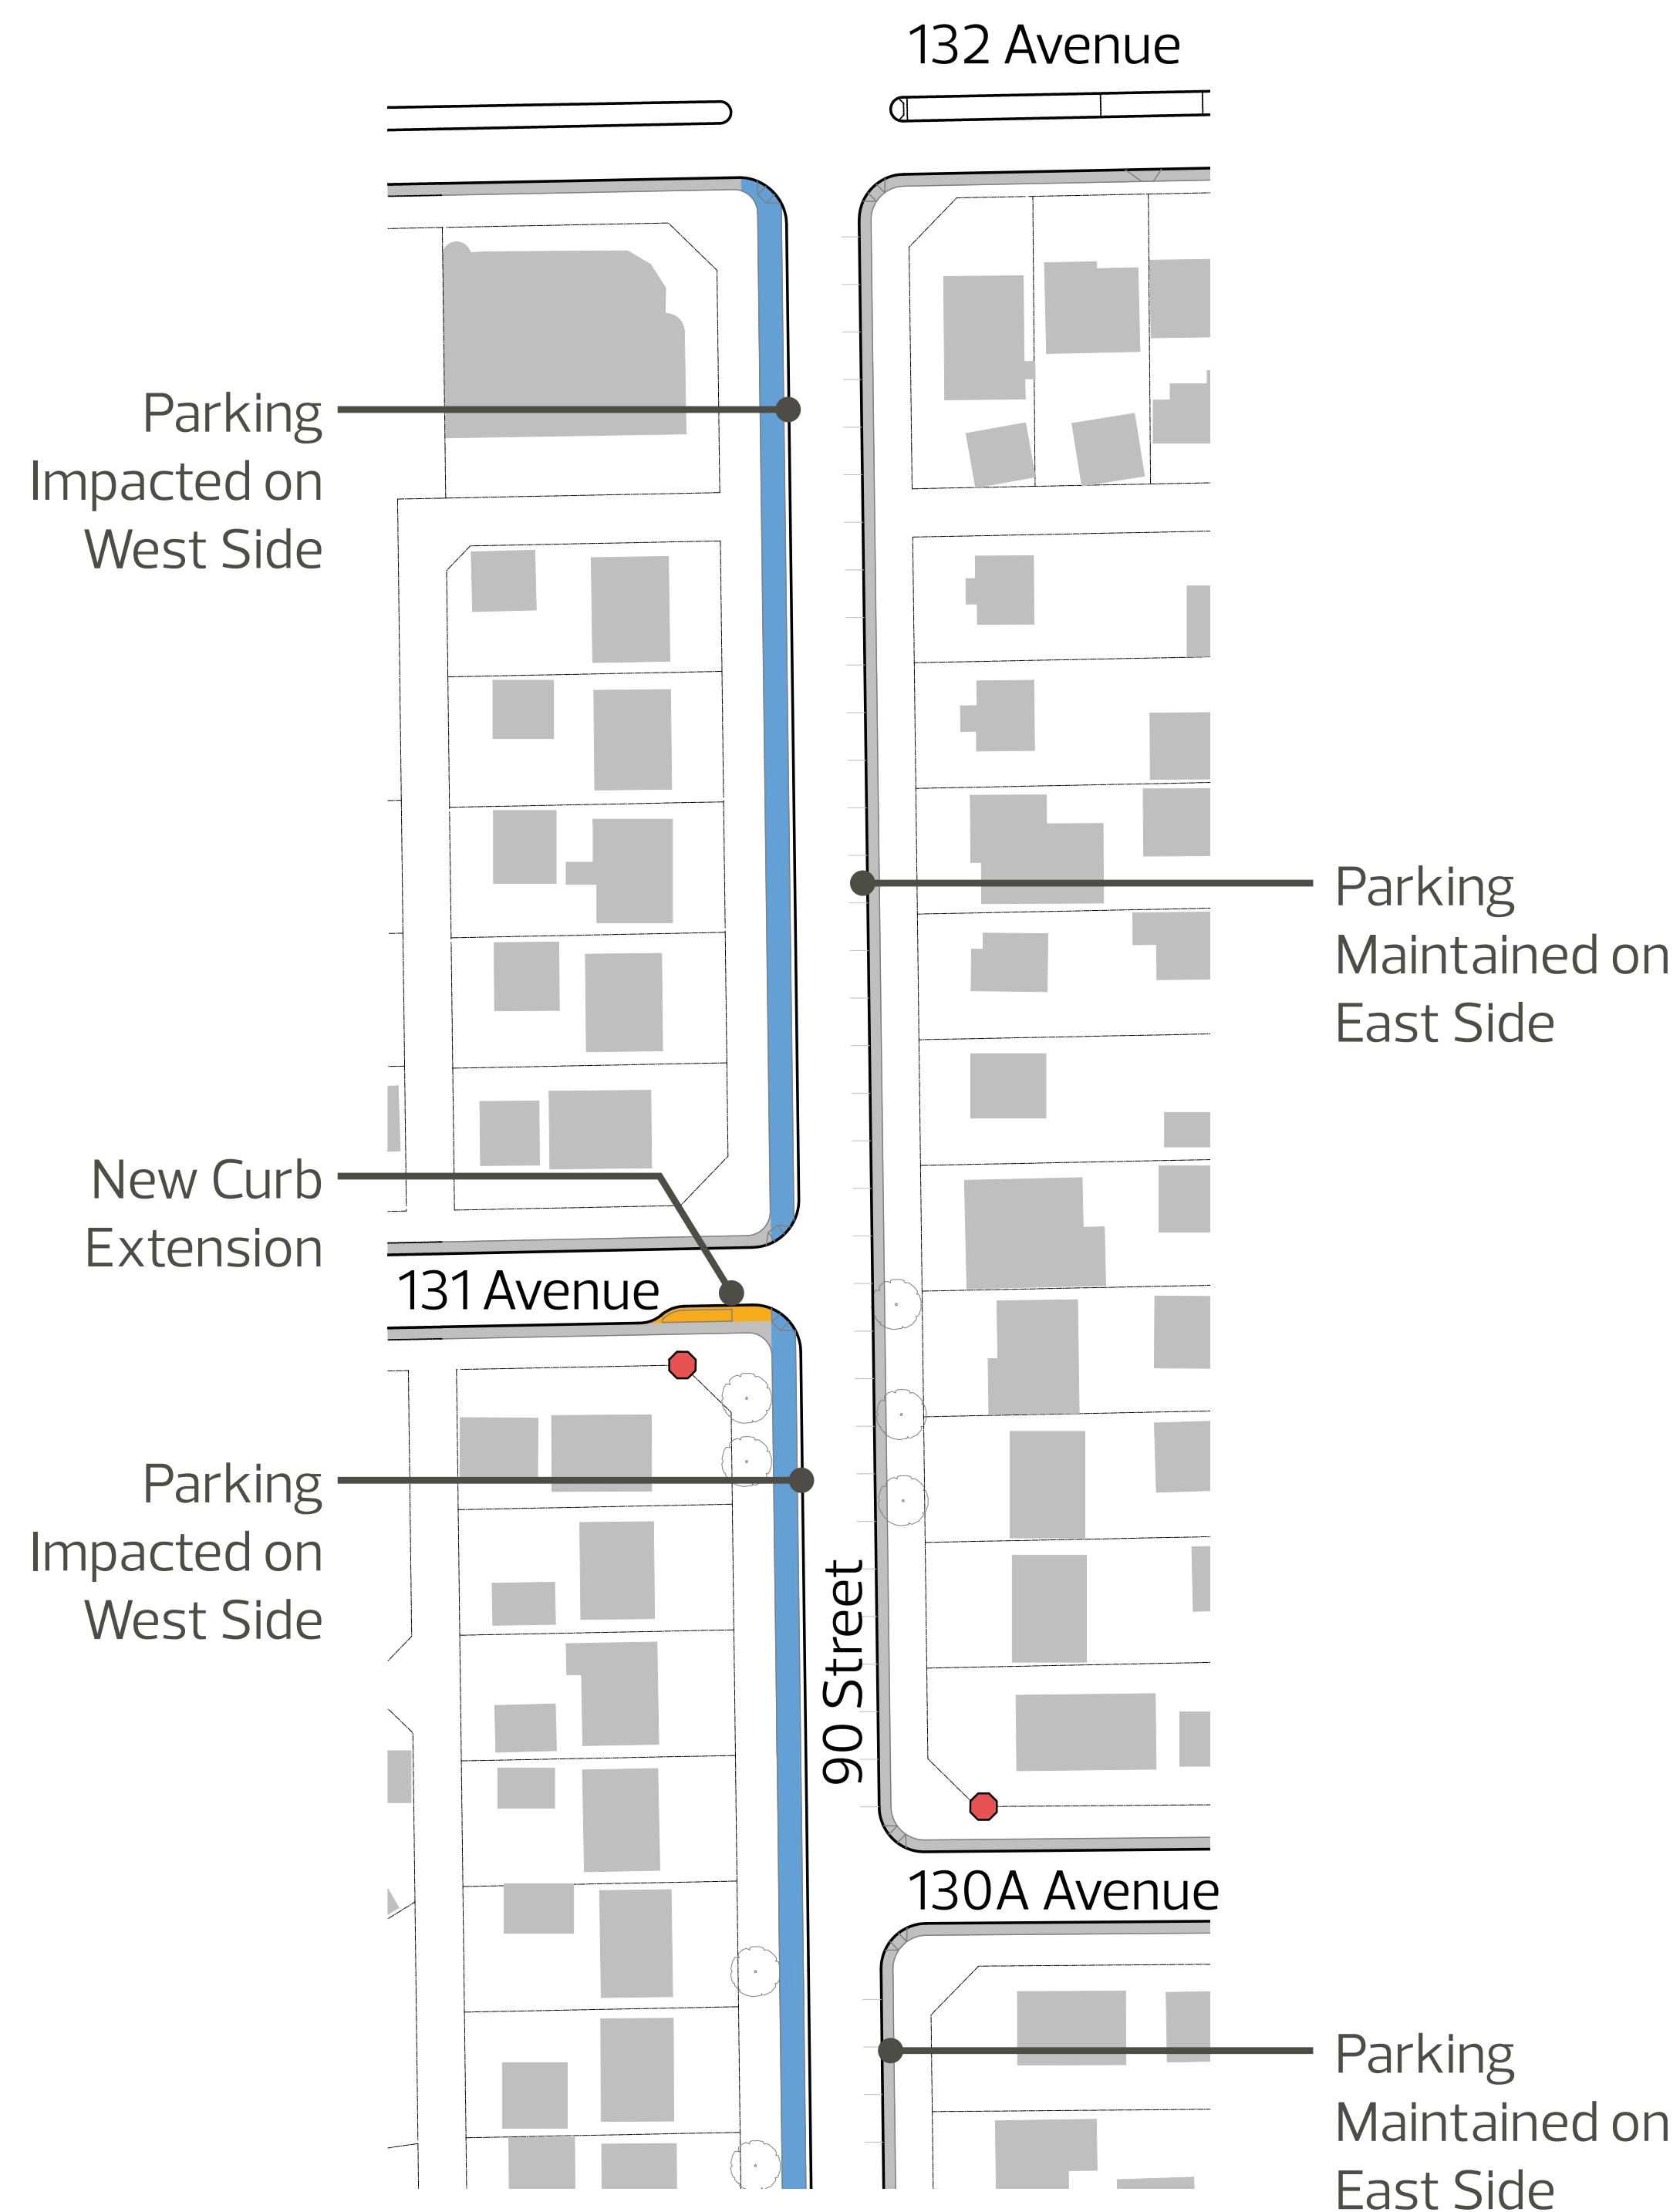 132 Avenue
Parking
Impacted on
West Side
Parking
Maintained on
East Side
New Curb
Extension
131 Avenue
Parking
Impacted on
West Side
90 Street
130A Avenue
Parking
Maintained on
East Side